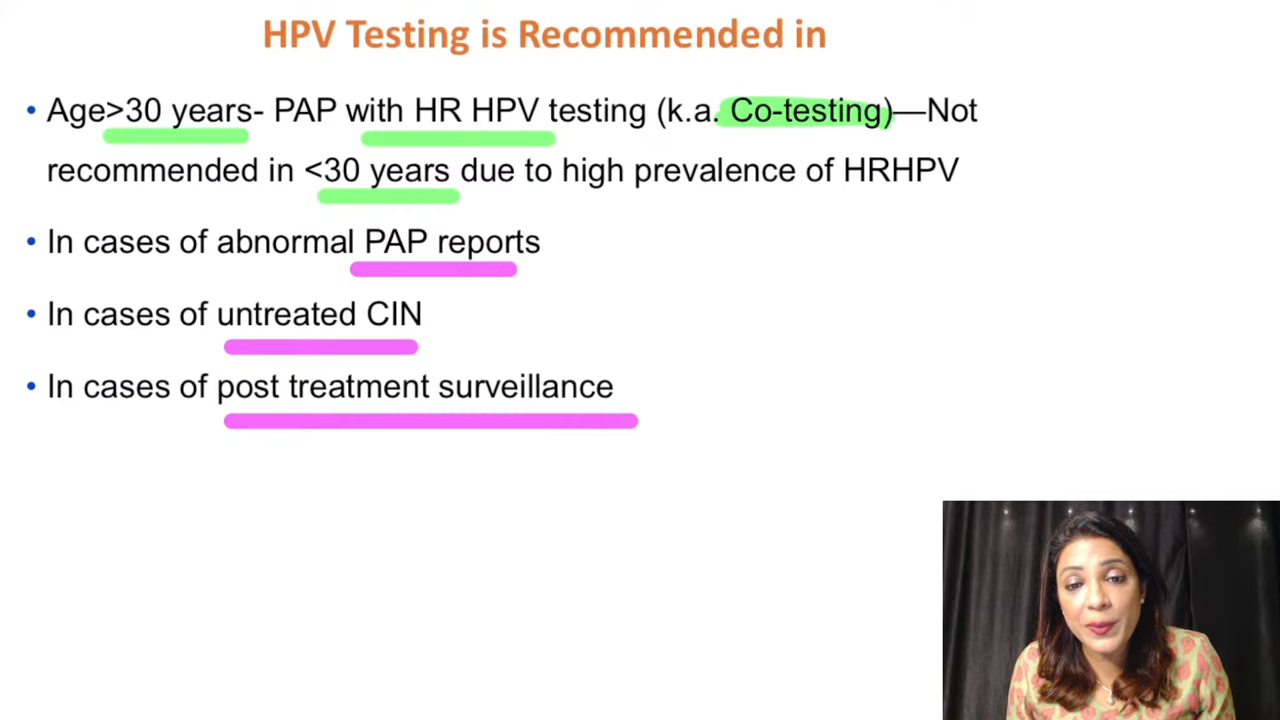 HPV Testing is Recommended in
• Age>30 years- PAP with HR HPV testing (k.a. Co-testing)—Not
recommended in <30 years due to high prevalence of HRHPV
• In cases of abnormal PAP reports
• In cases of untreated CIN
• In cases of post treatment surveillance